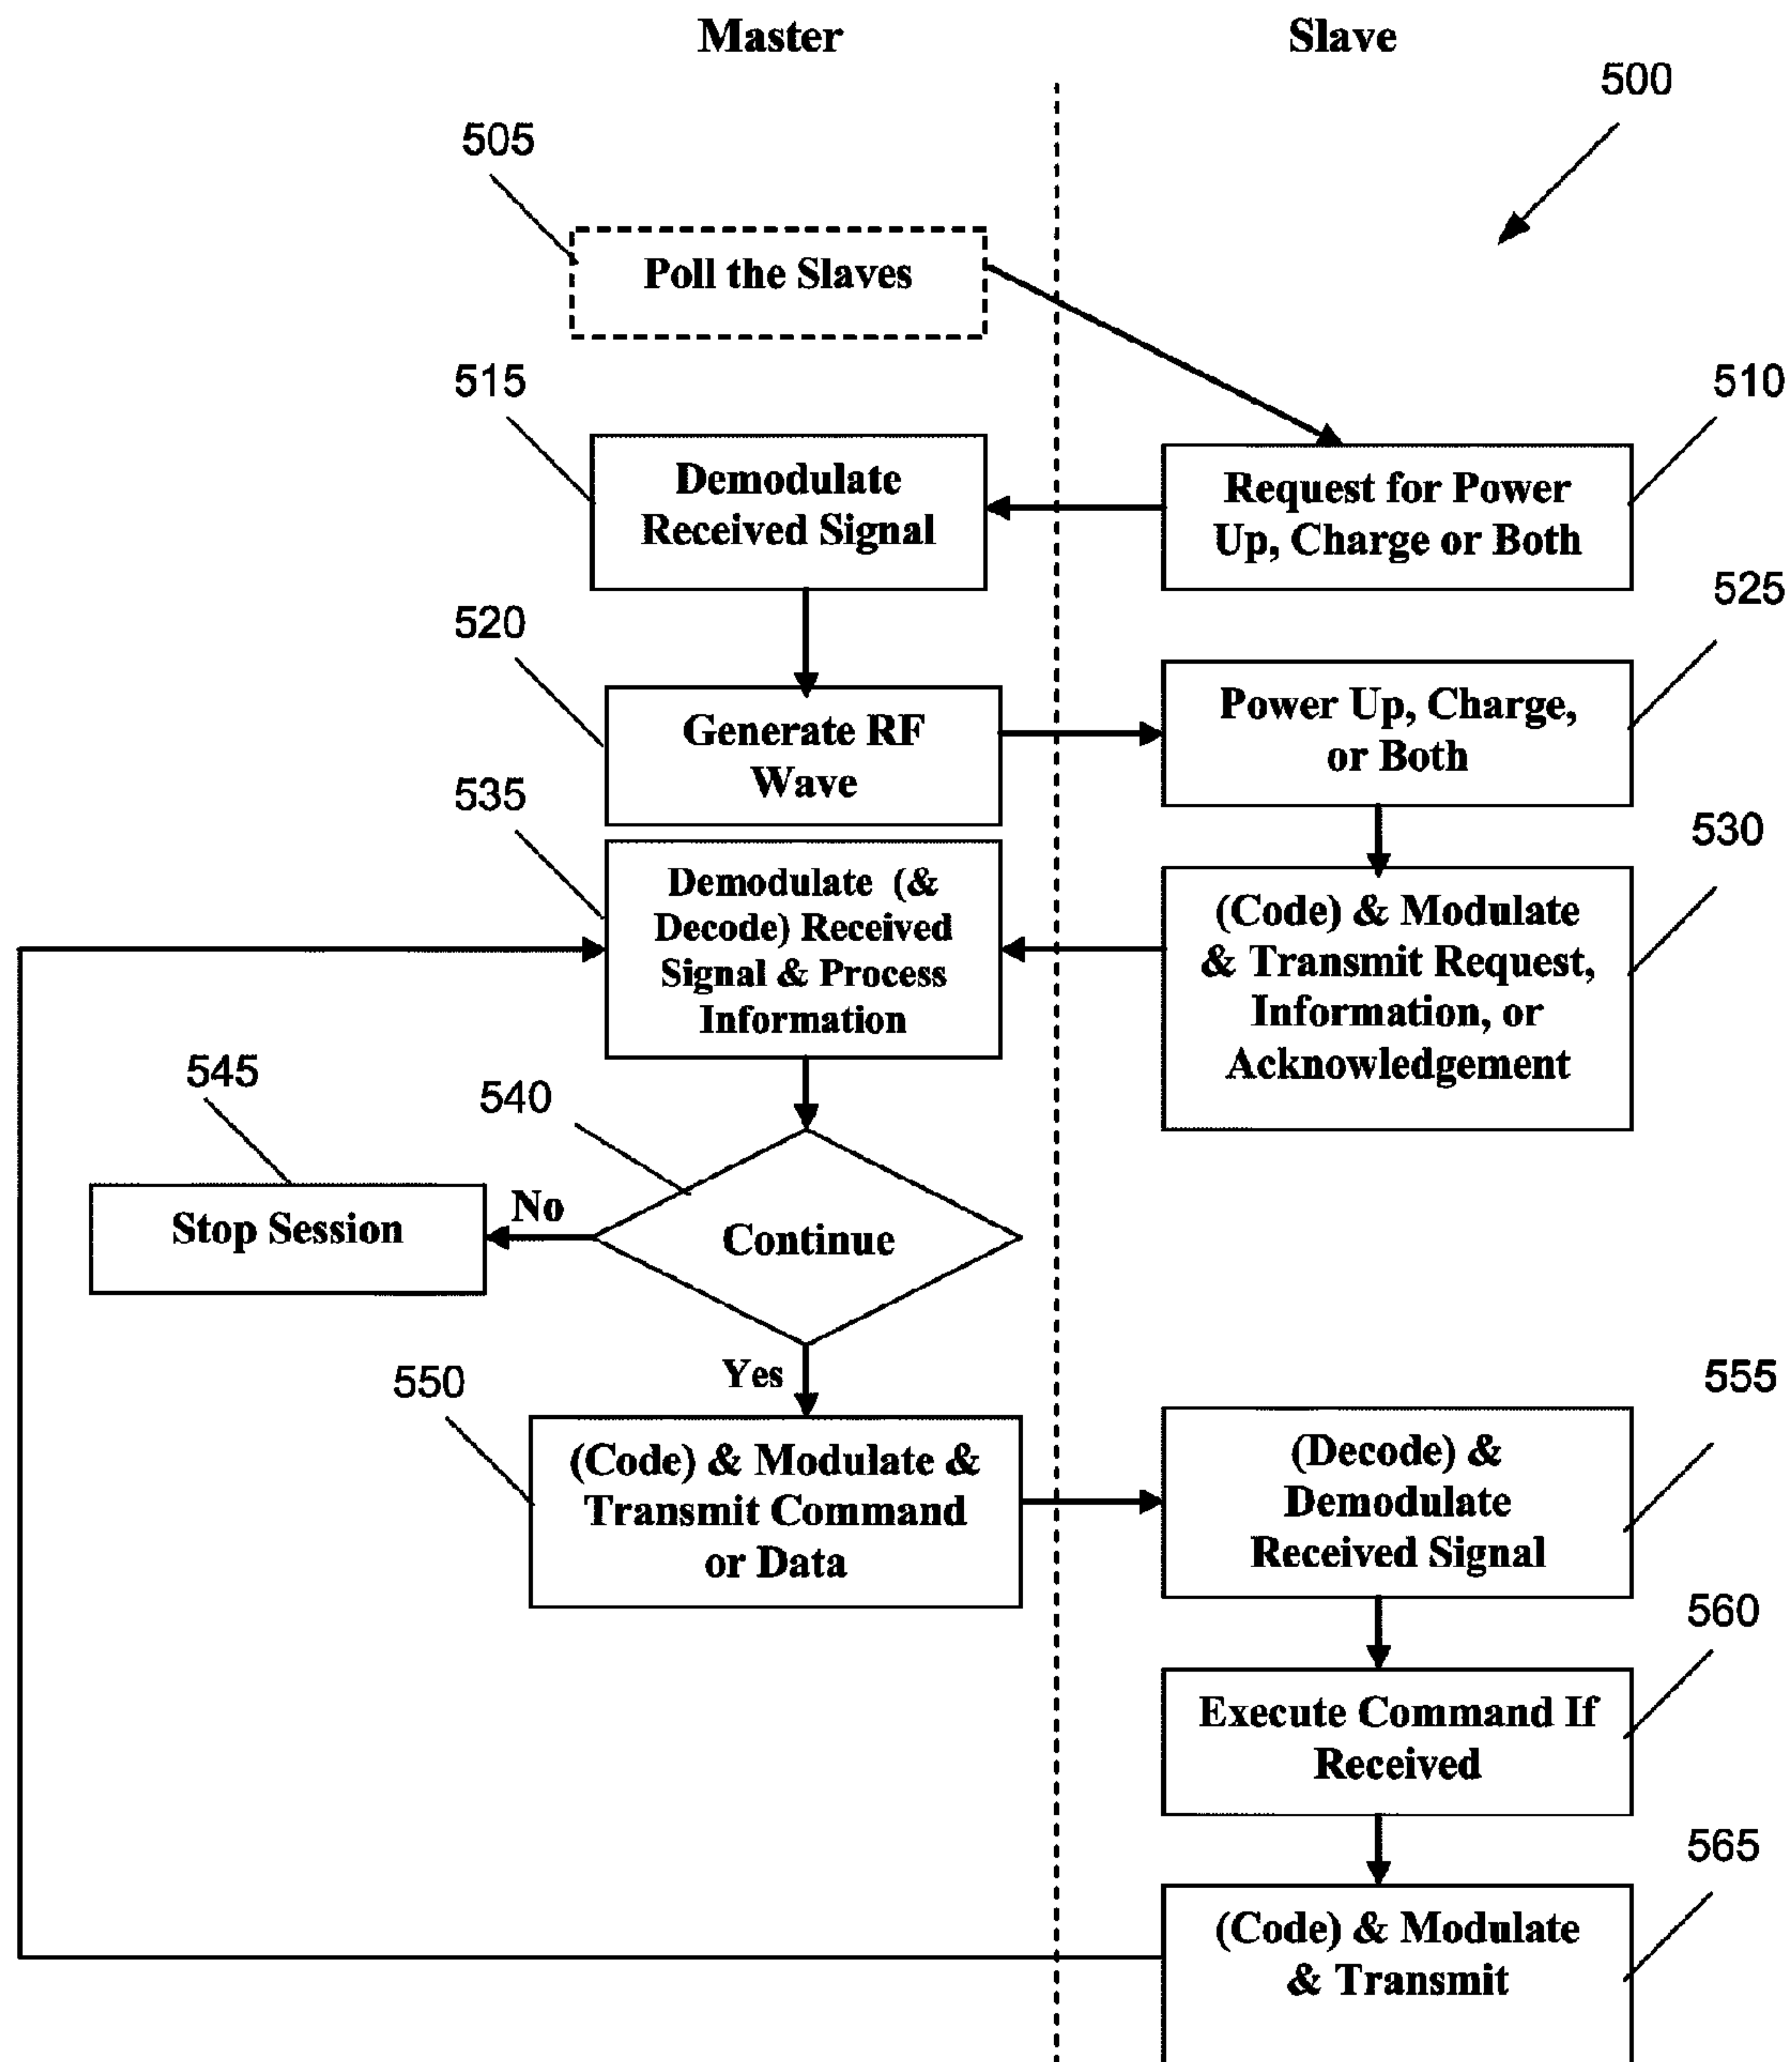 Master
Slave
500
505
Poll the Slaves
515
510
Demodulate
Received Signal
Request for Power
Up, Charge or Both
520
525
Generate RF
Wave
Power Up, Charge,
or Both
535
530
Demodulate (&
Decode) Received
Signal & Process
Information
(Code) & Modulate
& Transmit Request,
Information, or
Acknowledgement
545
540
Stop Session
No
Continue
Yes
550
555
(Code) & Modulate &
Transmit Command
or Data
(Decode) &
Demodulate
Received Signal
560
Execute Command If
Received
565
(Code) & Modulate
& Transmit